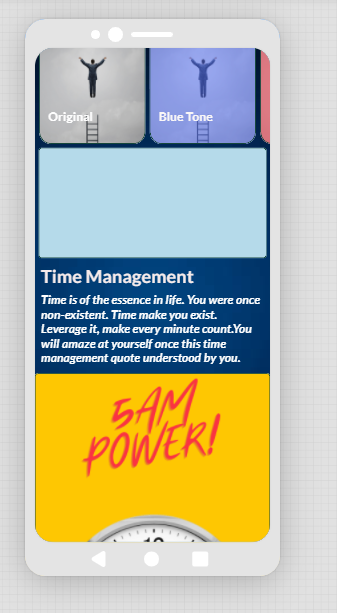 Original
Blue Tone
Time Management
Time is of the essence in life. You were once
non-existent. Time make you exist.
Leverage it, make every minute count.You
will amaze at yourself once this time
management quote understood by you.
5AM
POWER!
12